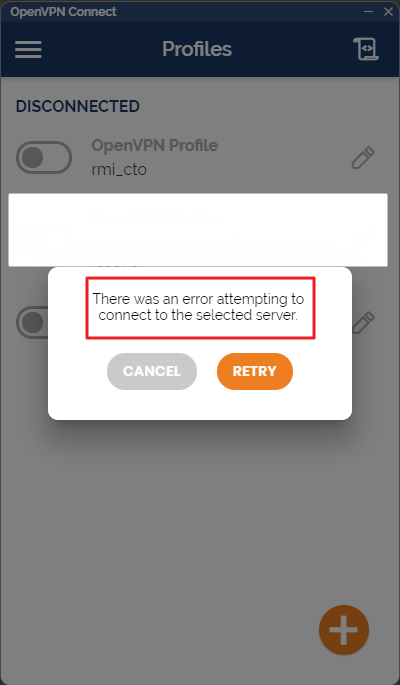 OpenVPN Connect
Profiles
DISCONNECTED
OpenVPN Profile
rmi_cto
There was an error attempting to
connect to the selected server.
CANCEL
RETRY